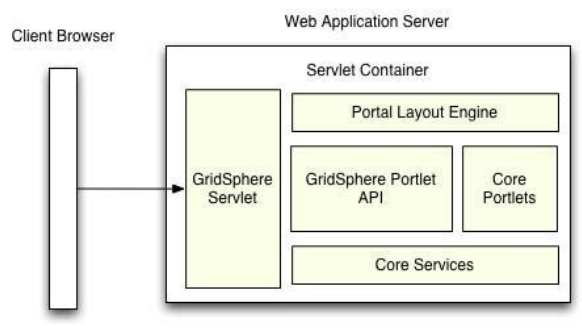 Web Application Server
Client Browser
Servlet Container
Portal Layout Engine
GridSphere
Servlet
GridSphere Portlet
API
Core
Portlets
Core Services